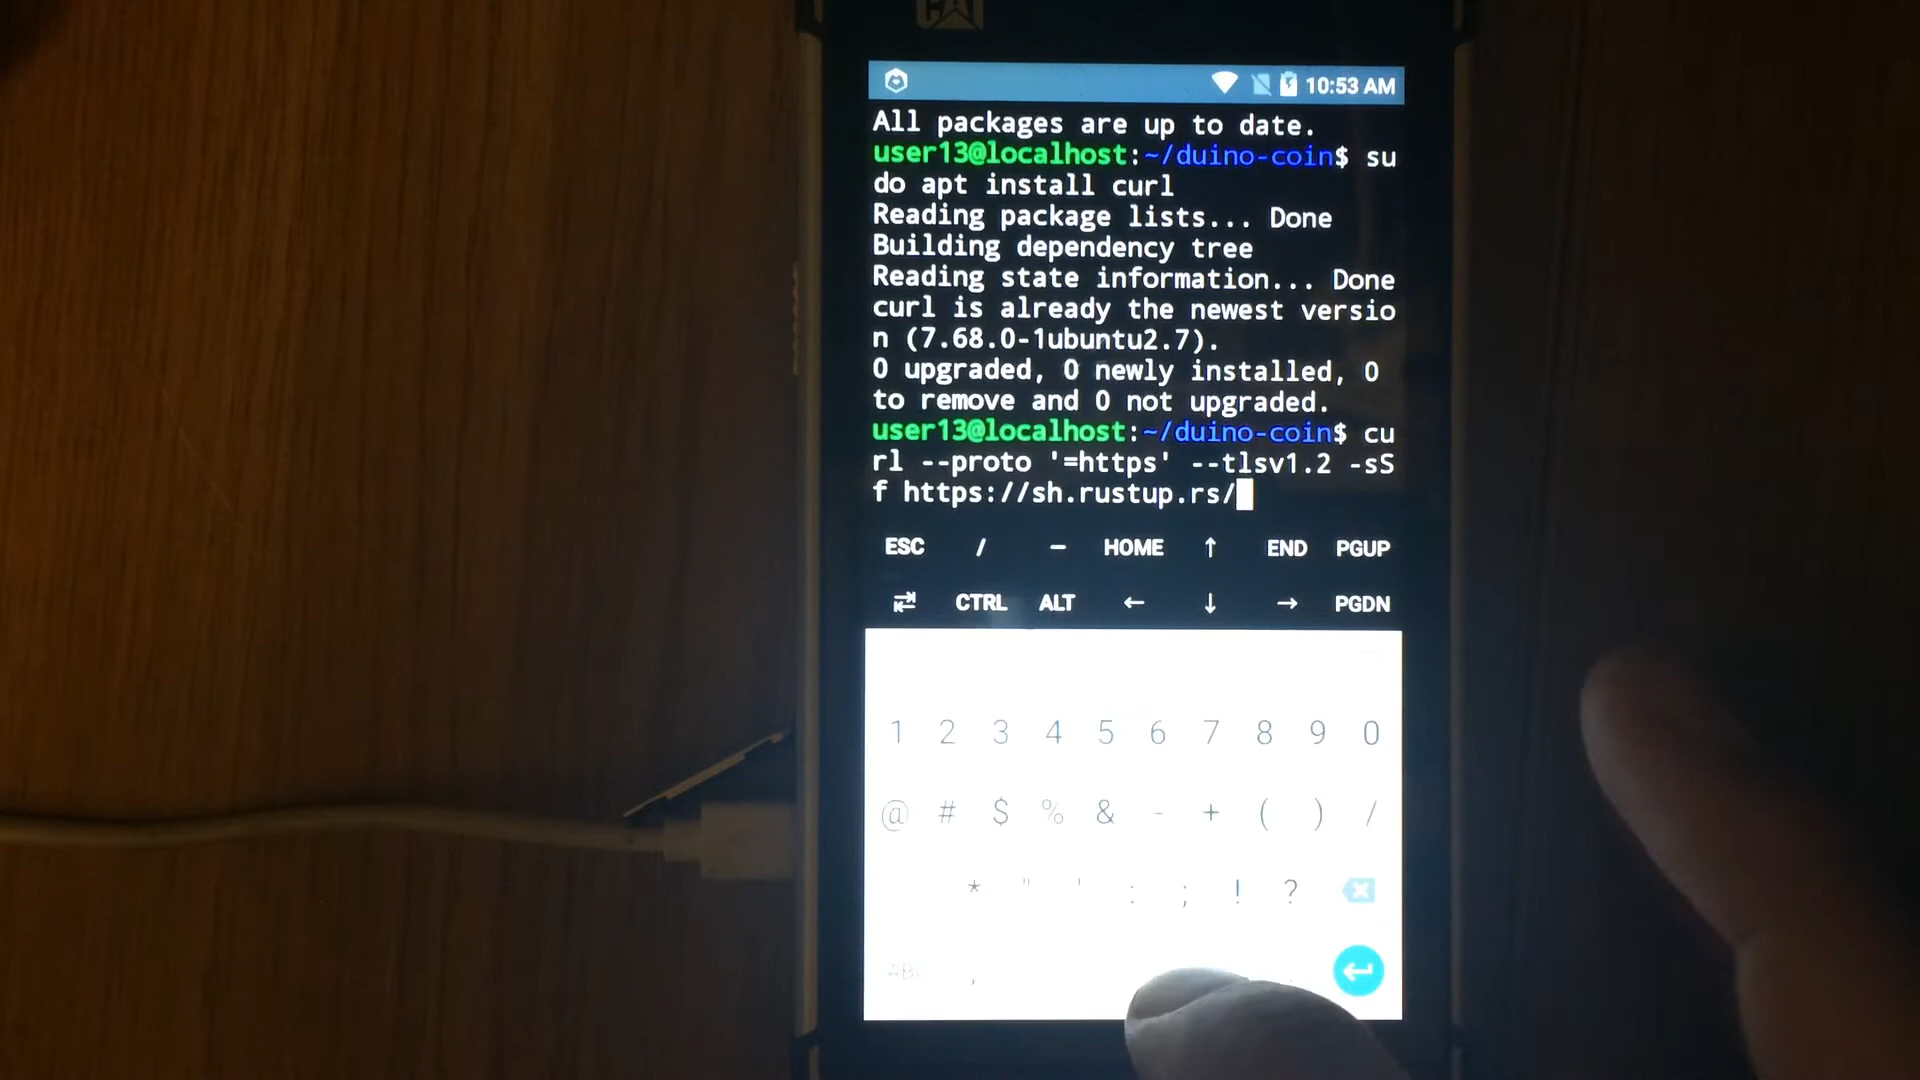 CAT
10:53 AM
All packages are up to date.
user13@localhost:~/duino-coin$ su
do apt install curl
Reading package lists... Done
Building dependency tree
Reading state information... Done
curl is already the newest versio
n (7.68.0-1ubuntu2.7).
0 upgraded, 0 newly installed, 0
to remove and 0 not upgraded.
user13@localhost:~/duino-coin$ cu
rl --proto '=https' --tlsv1.2 -sS
f https://sh.rustup.rs/
ESC / — HOME ↑ END PGUP
CTRL ALT ← ↓ → PGDN
1 2 3 4 5 6 7 8 9 0
@ # $ % & - + ( ) /
* " ' : ; ! ?
ABC ,